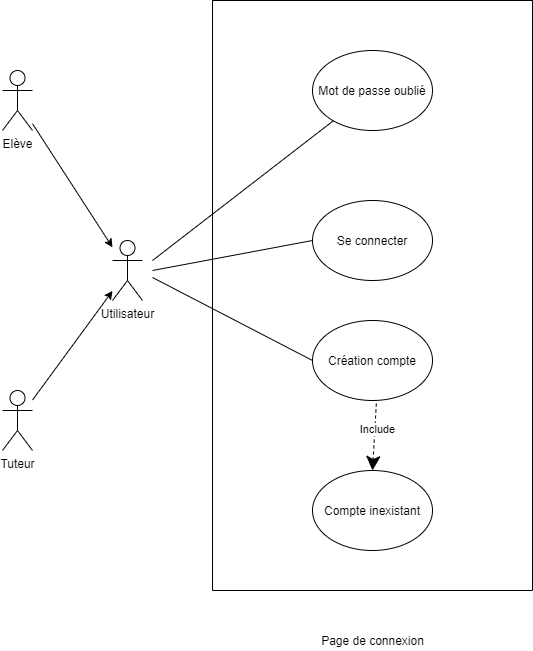 Mot de passe oublié
Elève
Se connecter
Utilisateur
Création compte
Include
Tuteur
Compte inexistant
Page de connexion